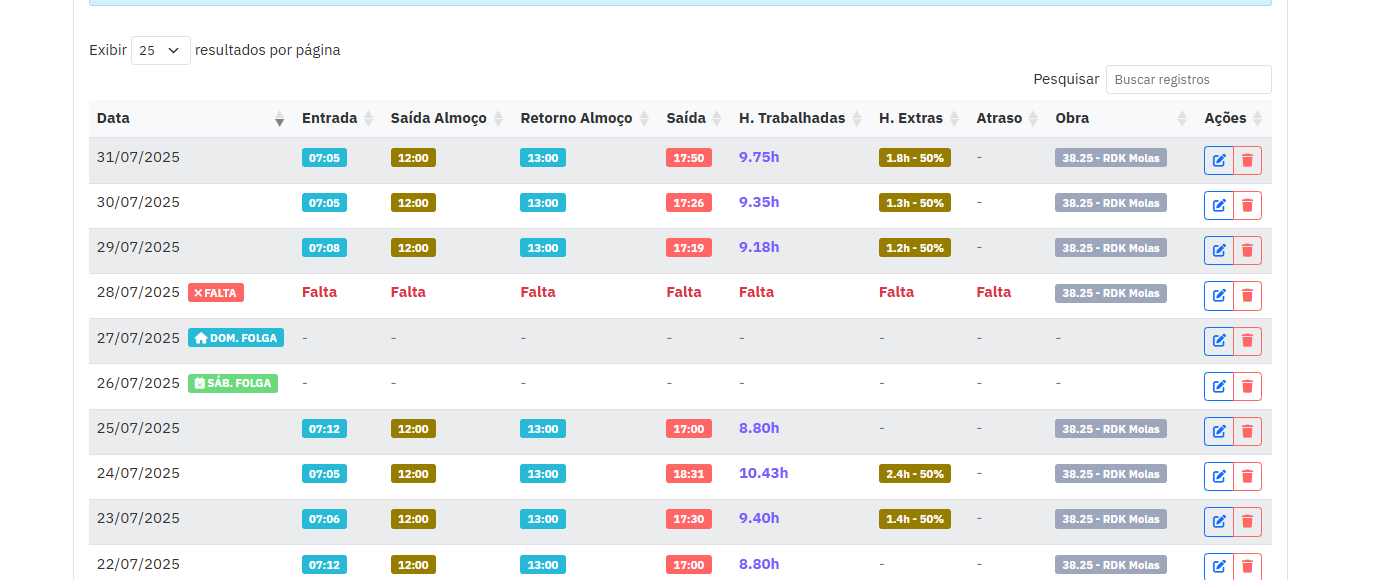 Exibir 25 resultados por página
Pesquisar Buscar registros
Data Entrada Saída Almoço Retorno Almoço Saída H. Trabalhadas H. Extras Atraso Obra Ações
31/07/2025 07:05 12:00 13:00 17:50 9.75h 1.8h - 50% - 38.25 - RDK Molas
30/07/2025 07:05 12:00 13:00 17:26 9.35h 1.3h - 50% - 38.25 - RDK Molas
29/07/2025 07:08 12:00 13:00 17:19 9.18h 1.2h - 50% - 38.25 - RDK Molas
28/07/2025 FALTA Falta Falta Falta Falta Falta Falta Falta 38.25 - RDK Molas
27/07/2025 DOM. FOLGA - - - - - - - -
26/07/2025 SÁB. FOLGA - - - - - - - -
25/07/2025 07:12 12:00 13:00 17:00 8.80h - - 38.25 - RDK Molas
24/07/2025 07:05 12:00 13:00 18:31 10.43h 2.4h - 50% - 38.25 - RDK Molas
23/07/2025 07:06 12:00 13:00 17:30 9.40h 1.4h - 50% - 38.25 - RDK Molas
22/07/2025 07:12 12:00 13:00 17:00 8.80h - - 38.25 - RDK Molas